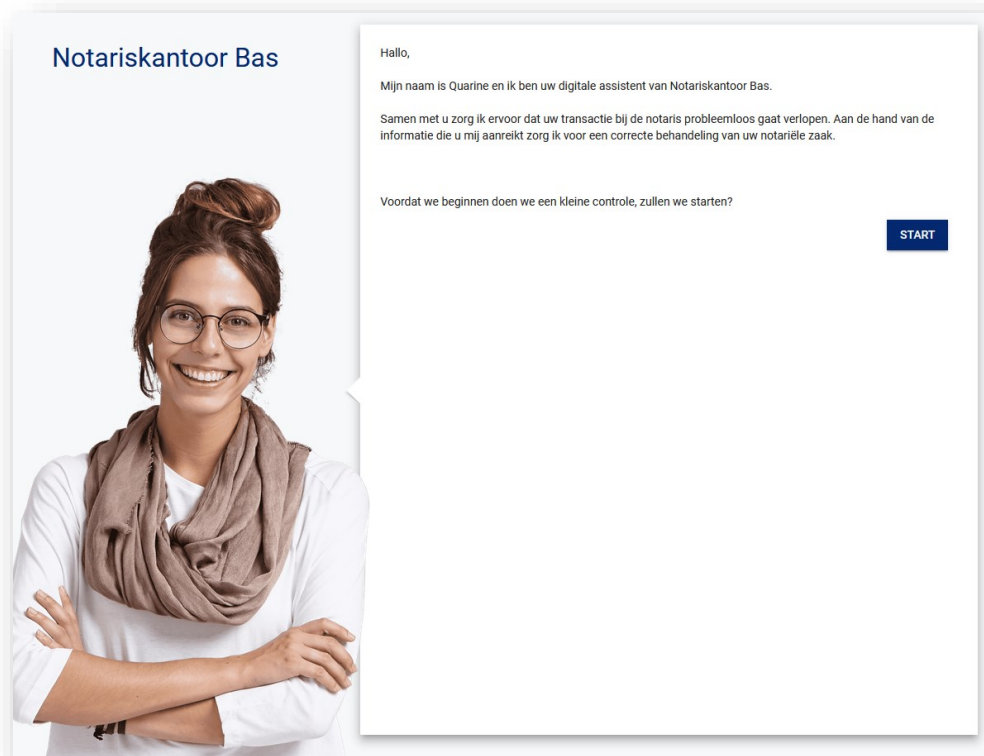 Notariskantoor Bas
Hallo,
Mijn naam is Quarine en ik ben uw digitale assistent van Notariskantoor Bas.
Samen met u zorg ik ervoor dat uw transactie bij de notaris probleemloos gaat verlopen. Aan de hand van de
informatie die u mij aanreikt zorg ik voor een correcte behandeling van uw notariële zaak.
Voordat we beginnen doen we een kleine controle, zullen we starten?
START